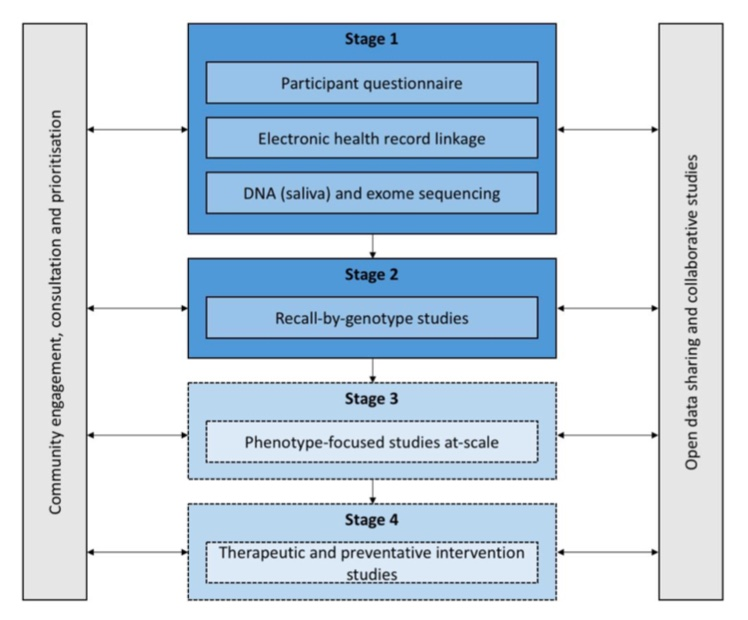 Community engagement, consultation and prioritisation
Stage 1
Participant questionnaire
Electronic health record linkage
DNA (saliva) and exome sequencing
Stage 2
Recall-by-genotype studies
Stage 3
Phenotype-focused studies at-scale
Stage 4
Therapeutic and preventative intervention
studies
Open data sharing and collaborative studies